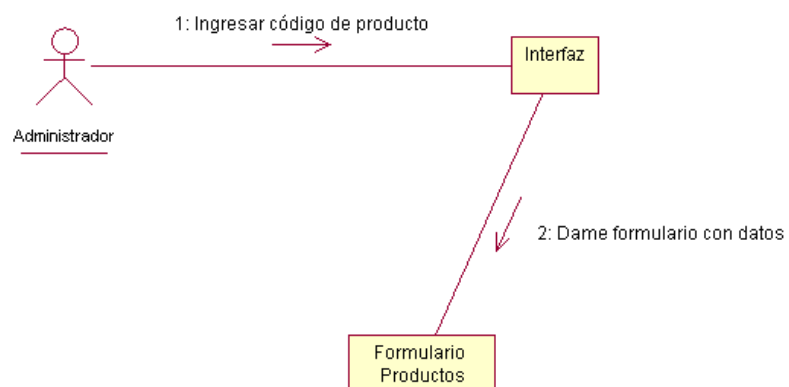 1: Ingresar código de producto
Interfaz
Administrador
2: Dame formulario con datos
Formulario
Productos